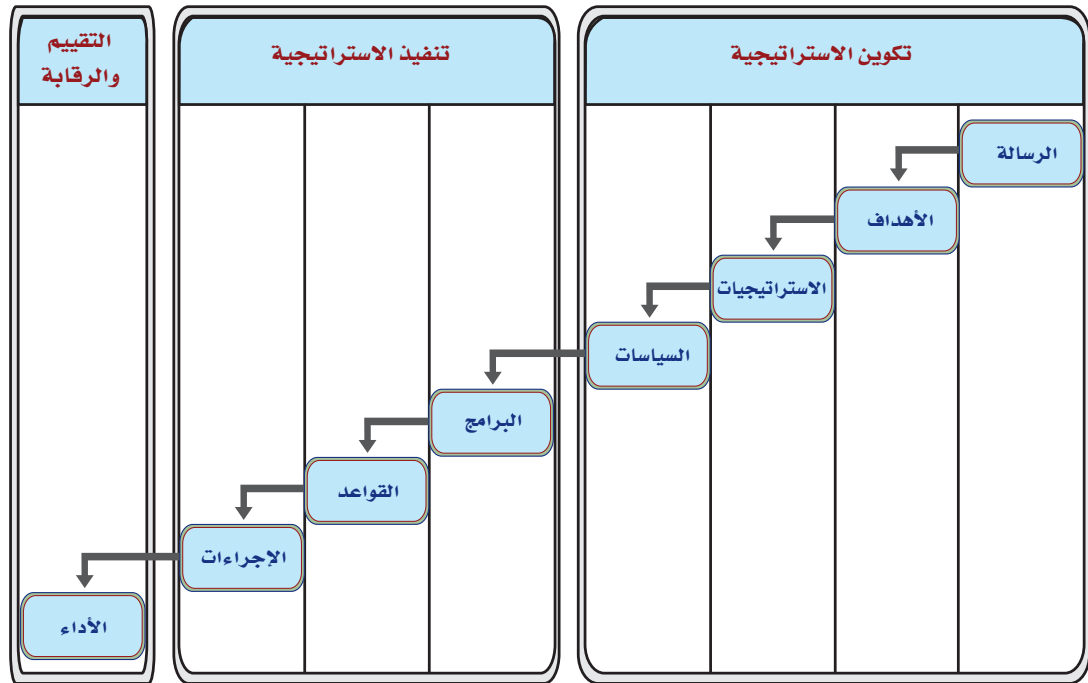 تكوين الاستراتيجية
تنفيذ الاستراتيجية
التقييم
والرقابة
الرسالة
الأهداف
الاستراتيجيات
السياسات
البرامج
القواعد
الإجراءات
الأداء